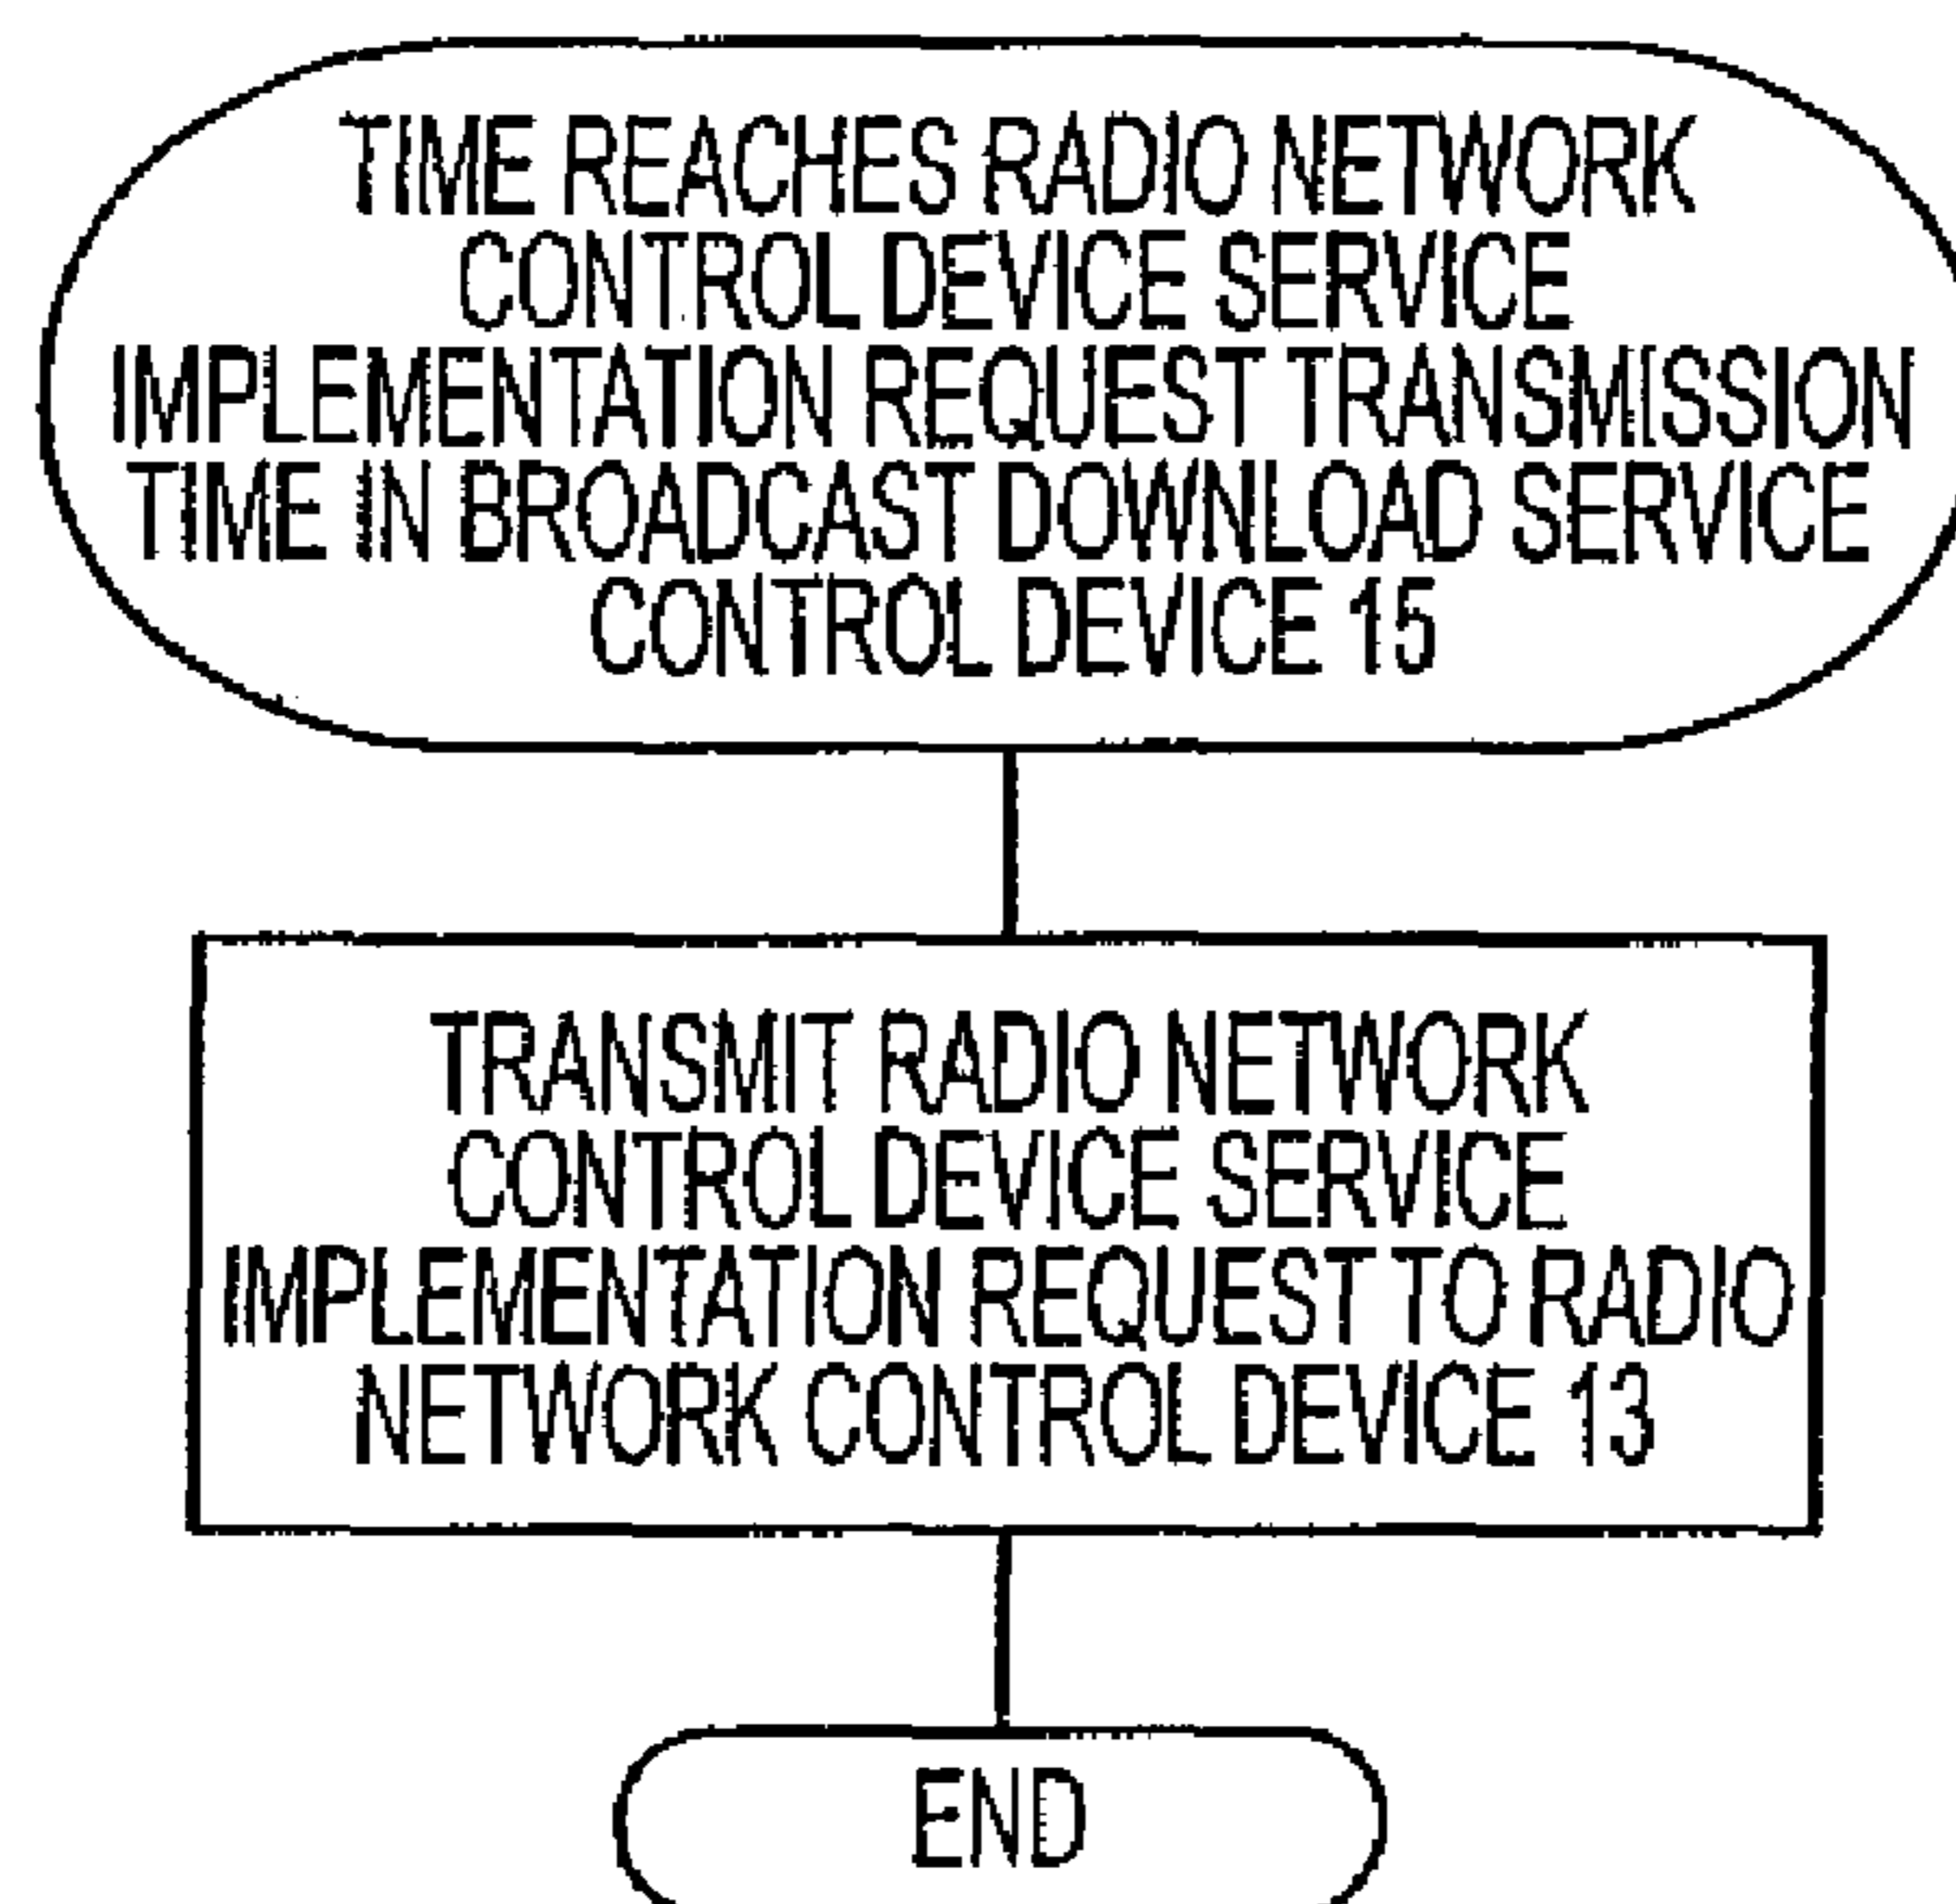 TIME REACHES RADIO NETWORK
CONTROL DEVICE SERVICE
IMPLEMENTATION REQUEST TRANSMISSION
TIME IN BROADCAST DOWNLOAD SERVICE
CONTROL DEVICE 15
TRANSMIT RADIO NETWORK
CONTROL DEVICE SERVICE
IMPLEMENTATION REQUEST TO RADIO
NETWORK CONTROL DEVICE 13
END